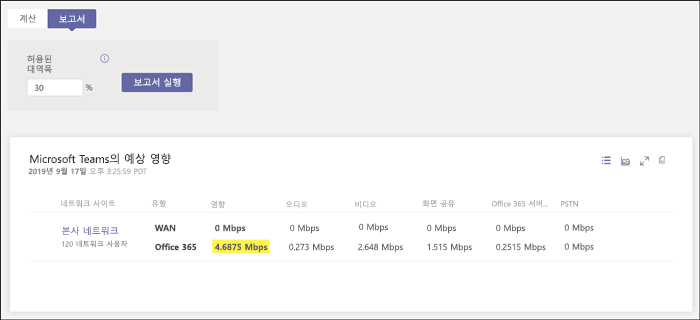 계산 보고서
허용된
대역폭
30 %
보고서 실행
Microsoft Teams의 예상 영향
2019년 9월 17일 오후 3:25:59 PDT
네트워크 사이트 유형 영향 오디오 비디오 화면 공유 Office 365 서버... PSTN
본사 네트워크 WAN 0 Mbps 0 Mbps 0 Mbps 0 Mbps 0 Mbps 0 Mbps
120 네트워크 사용자 Office 365 4.6875 Mbps 0.273 Mbps 2.648 Mbps 1.515 Mbps 0.2515 Mbps 0 Mbps